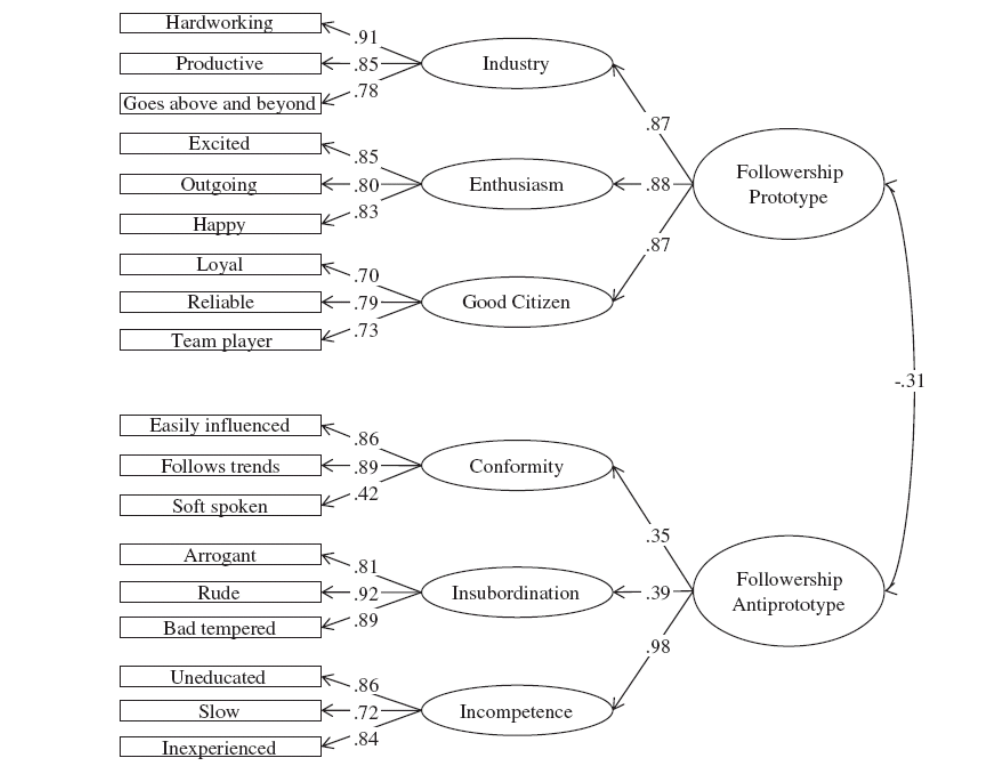 Hardworking
.91
Productive
.85
Industry
.78
Goes above and beyond
.87
Excited
.85
Outgoing
.80
Enthusiasm
.88
Followership
Prototype
.83
Happy
.87
Loyal
.70
Reliable
.79
Good Citizen
.73
Team player
-.31
Easily influenced
.86
Follows trends
.89
Conformity
.42
Soft spoken
.35
Arrogant
.81
Rude
.92
Insubordination
.39
Followership
Antiprototype
.89
Bad tempered
.98
Uneducated
.86
Slow
.72
Incompetence
.84
Inexperienced